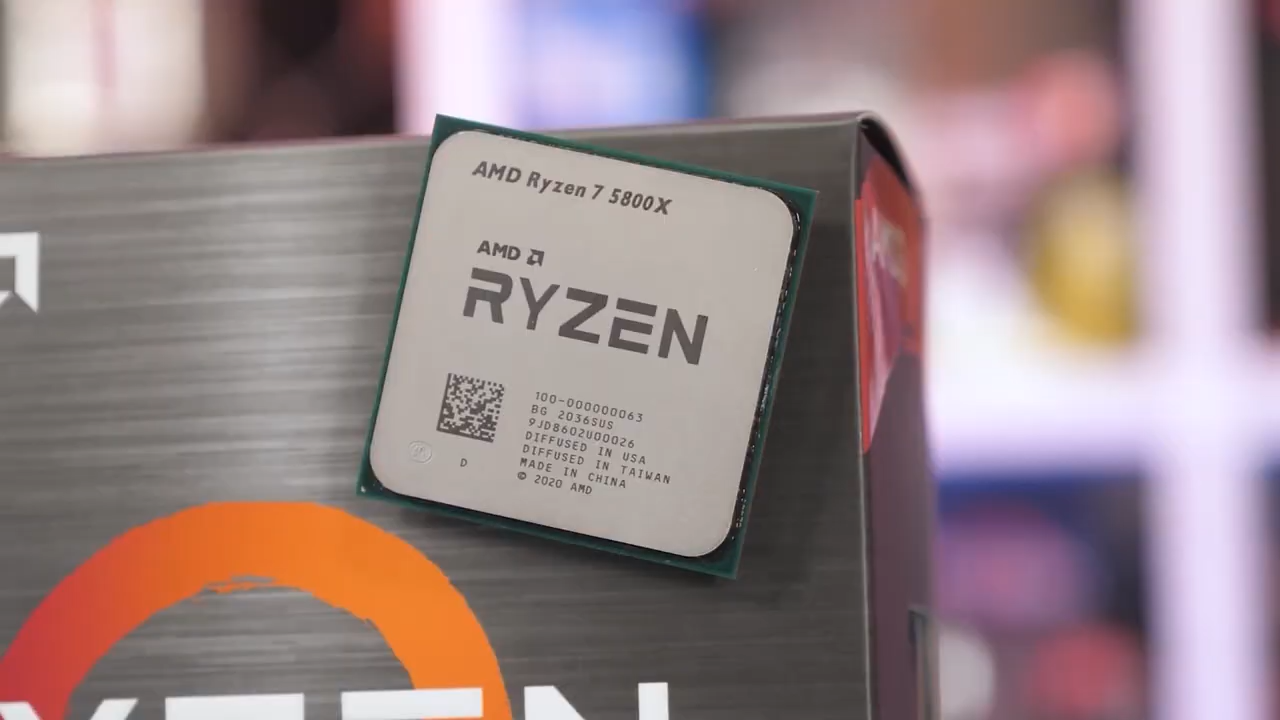 AMD Ryzen 7 5800X
AMD
RYZEN
100-000000063
BG 2036SUS
9JD8602U00026
DIFFUSED IN USA
DIFFUSED IN TAIWAN
MADE IN CHINA
© 2020 AMD
D
YZEN